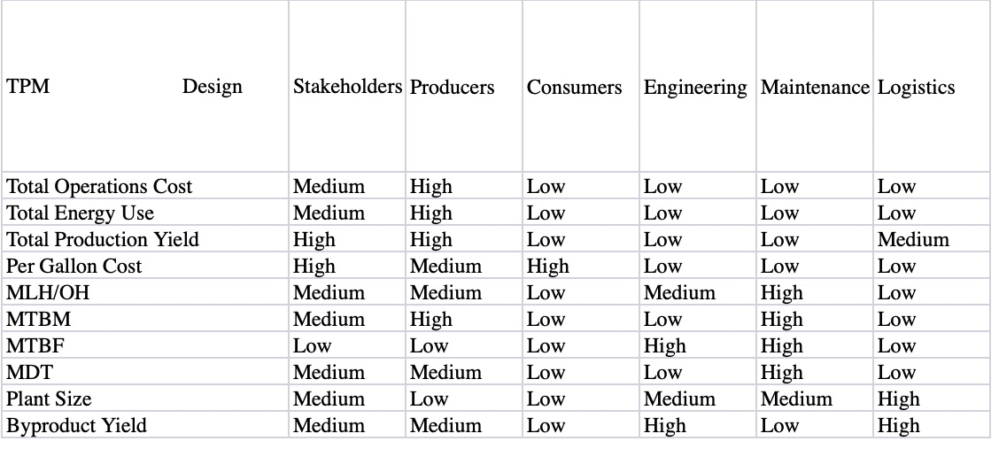 TPM Design Stakeholders Producers Consumers Engineering Maintenance Logistics
Total Operations Cost Medium High Low Low Low Low
Total Energy Use Medium High Low Low Low Low
Total Production Yield High High Low Low Low Medium
Per Gallon Cost High Medium High Low Low Low
MLH/OH Medium Medium Low Medium High Low
MTBM Medium High Low Low High Low
MTBF Low Low Low High High Low
MDT Medium Medium Low Low High Low
Plant Size Medium Low Low Medium Medium High
Byproduct Yield Medium Medium Low High Low High